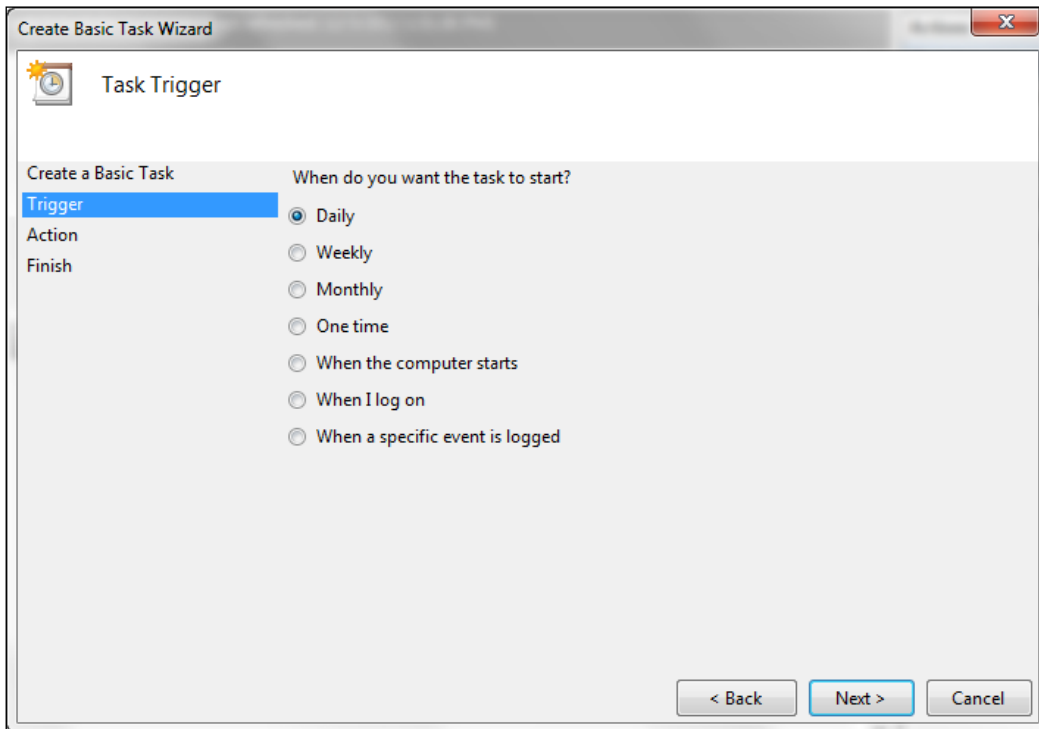 Create Basic Task Wizard
Task Trigger
Create a Basic Task
Trigger
Action
Finish
When do you want the task to start?
Daily
Weekly
Monthly
One time
When the computer starts
When I log on
When a specific event is logged
< Back
Next >
Cancel